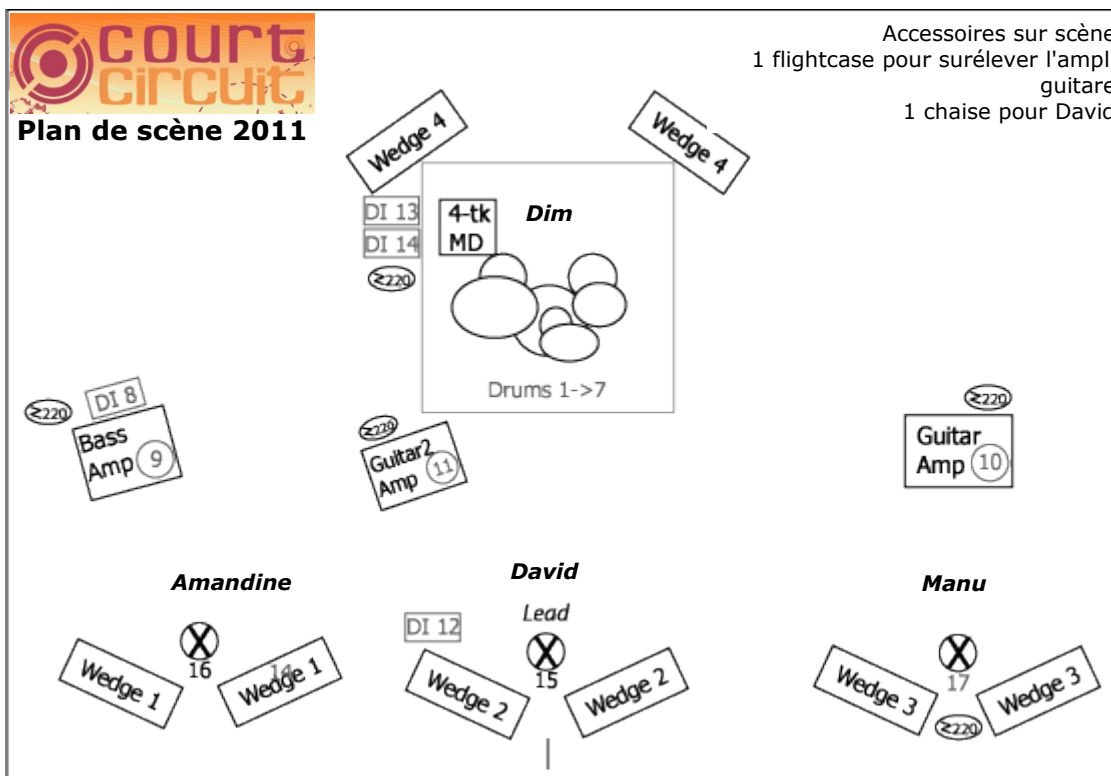 court
circuit
Plan de scène 2011
Accessoires sur scène
1 flightcase pour surélever l'ampli
guitare
1 chaise pour David
Wedge 4
Wedge 4
DI 13
DI 14
4-tk
MD
Dim
220
Drums 1->7
220
DI 8
Bass
Amp 9
220
Guitar2
Amp 11
220
Guitar
Amp 10
Amandine
David
Manu
DI 12
Lead
16
15
17
Wedge 1
14
Wedge 1
Wedge 2
Wedge 2
Wedge 3
Wedge 3
220